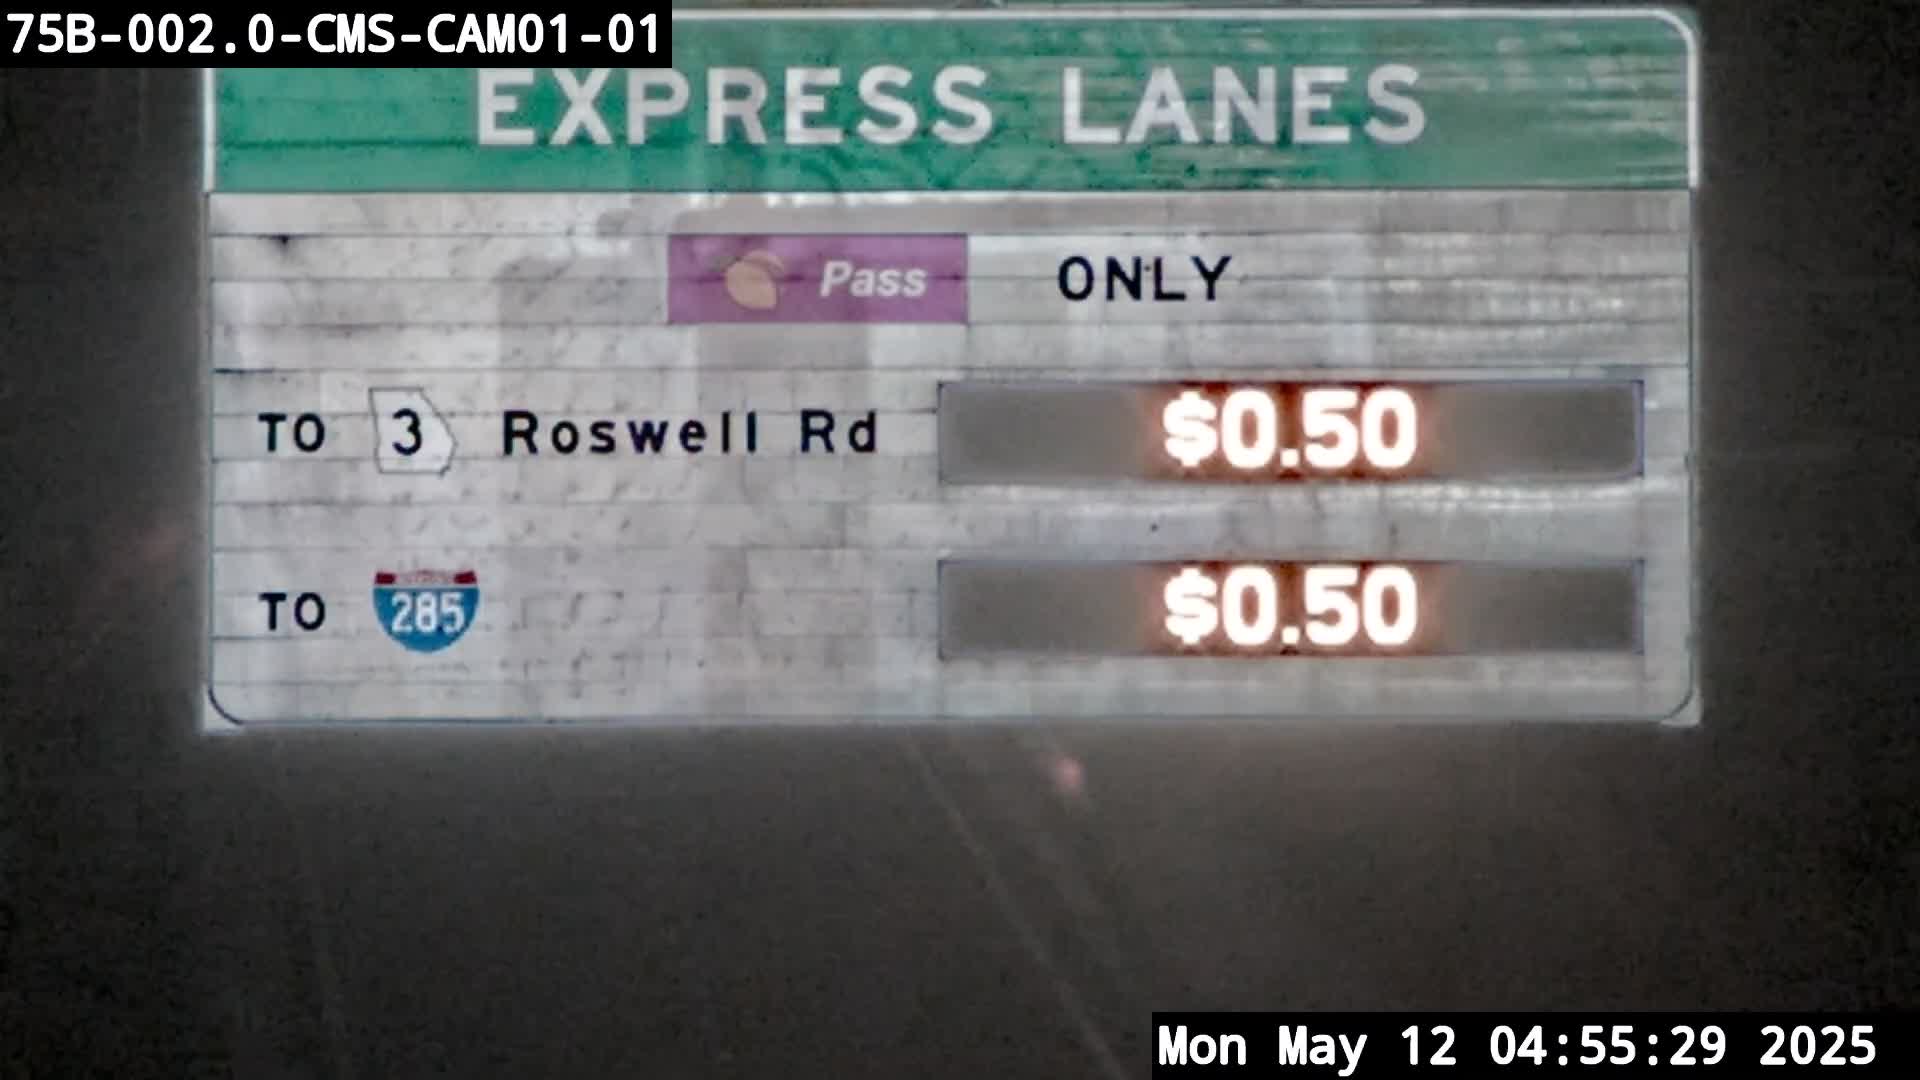 75B-002.0-CMS-CAM01-01
EXPRESS LANES
Pass ONLY
TO 3 Roswell Rd $0.50
TO 285 $0.50
Mon May 12 04:55:29 2025